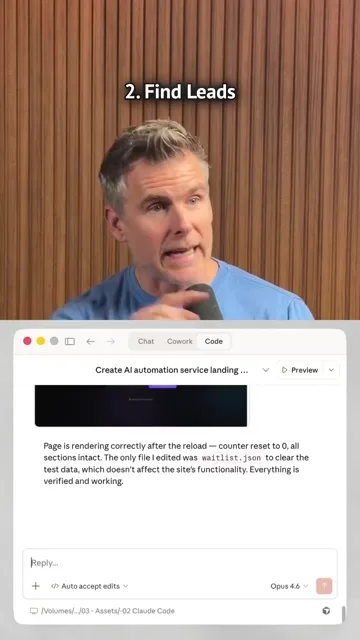 2. Find Leads
Chat Cowork Code
Create AI automation service landing ...
Preview
Page is rendering correctly after the reload — counter reset to 0, all
sections intact. The only file I edited was waitlist.json to clear the
test data, which doesn't affect the site's functionality. Everything is
verified and working.
Reply...
Auto accept edits
Opus 4.6
/Volumes/.../03 - Assets/-02 Claude Code